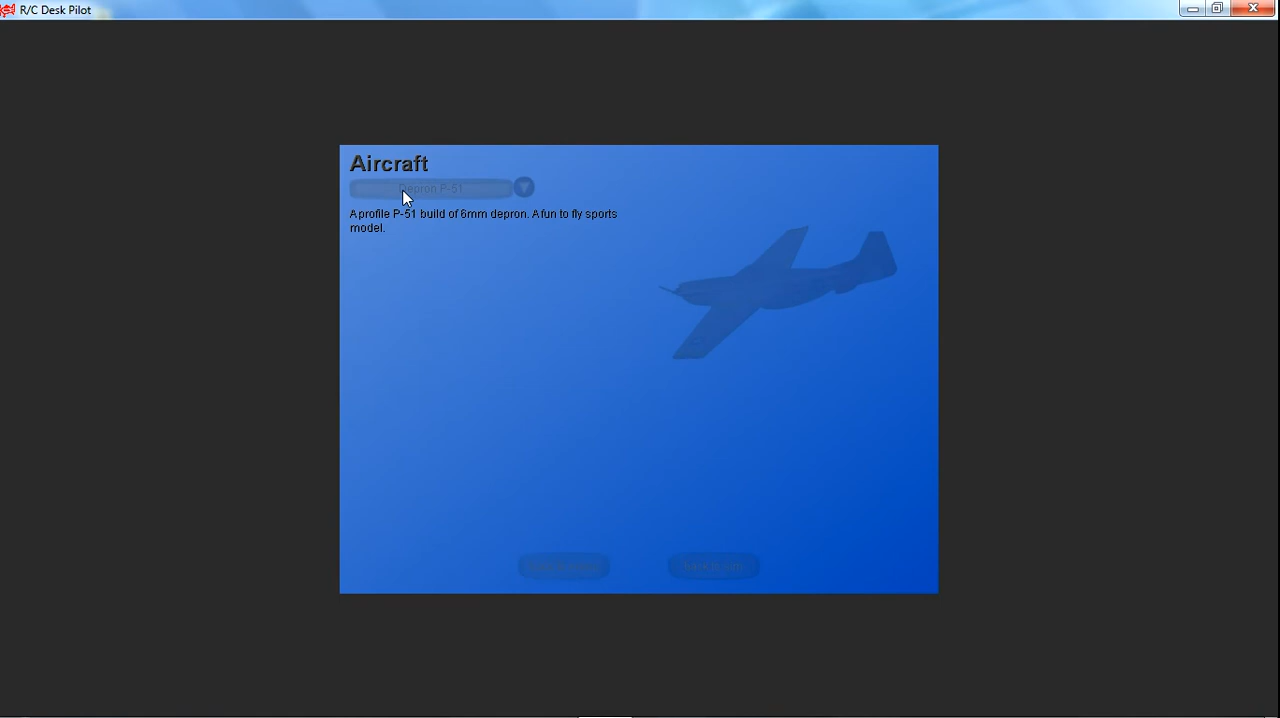 R/C Desk Pilot
Aircraft
Depron P-51
A profile P-51 build of 6mm depron. A fun to fly sports
model.